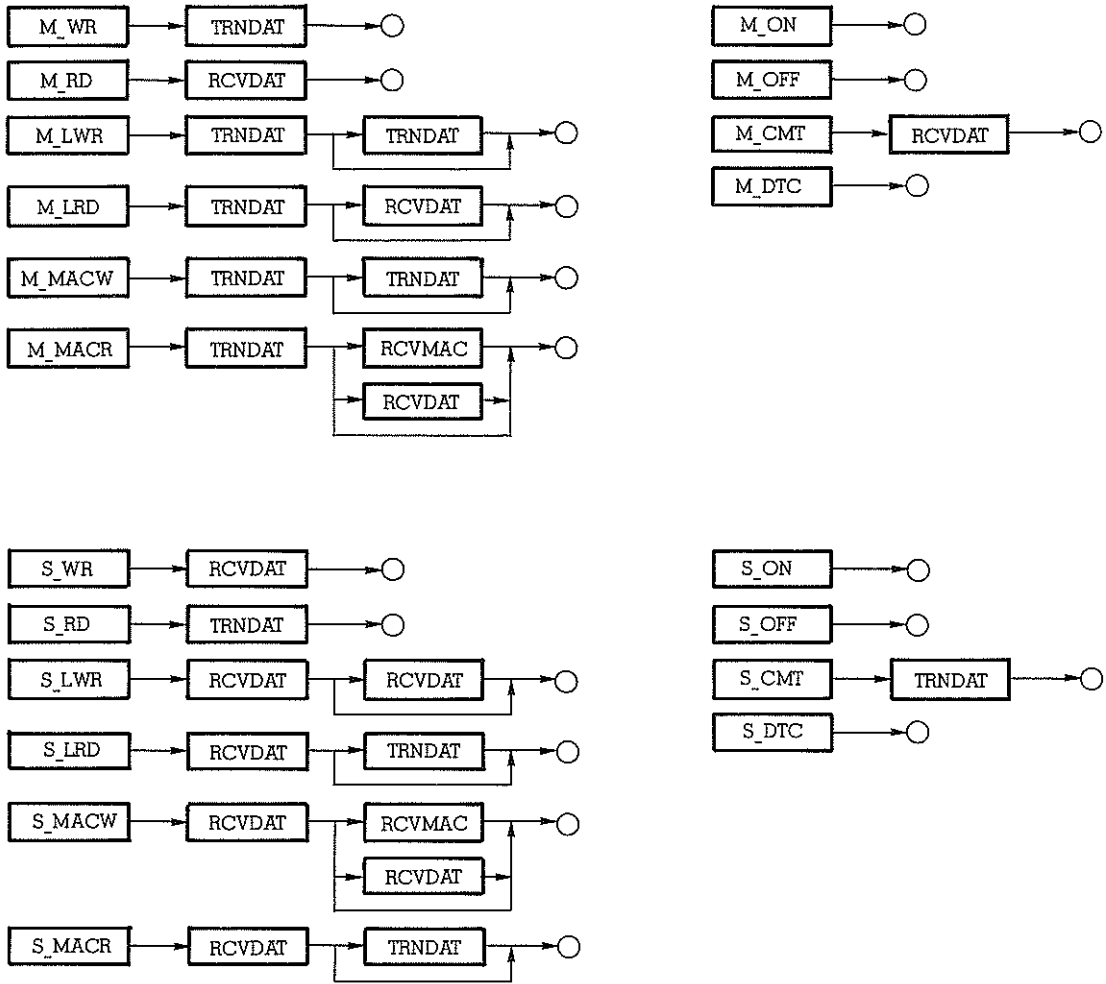 M_WR TRNDAT
M_RD RCVDAT
M_LWR TRNDAT TRNDAT
M_LRD TRNDAT RCVDAT
M_MACW TRNDAT TRNDAT
M_MACR TRNDAT RCVMAC
RCVDAT
M_ON
M_OFF
M_CMT RCVDAT
M_DTC
S_WR RCVDAT
S_RD TRNDAT
S_LWR RCVDAT RCVDAT
S_LRD RCVDAT TRNDAT
S_MACW RCVDAT RCVMAC
RCVDAT
S_MACR RCVDAT TRNDAT
S_ON
S_OFF
S_CMT TRNDAT
S_DTC